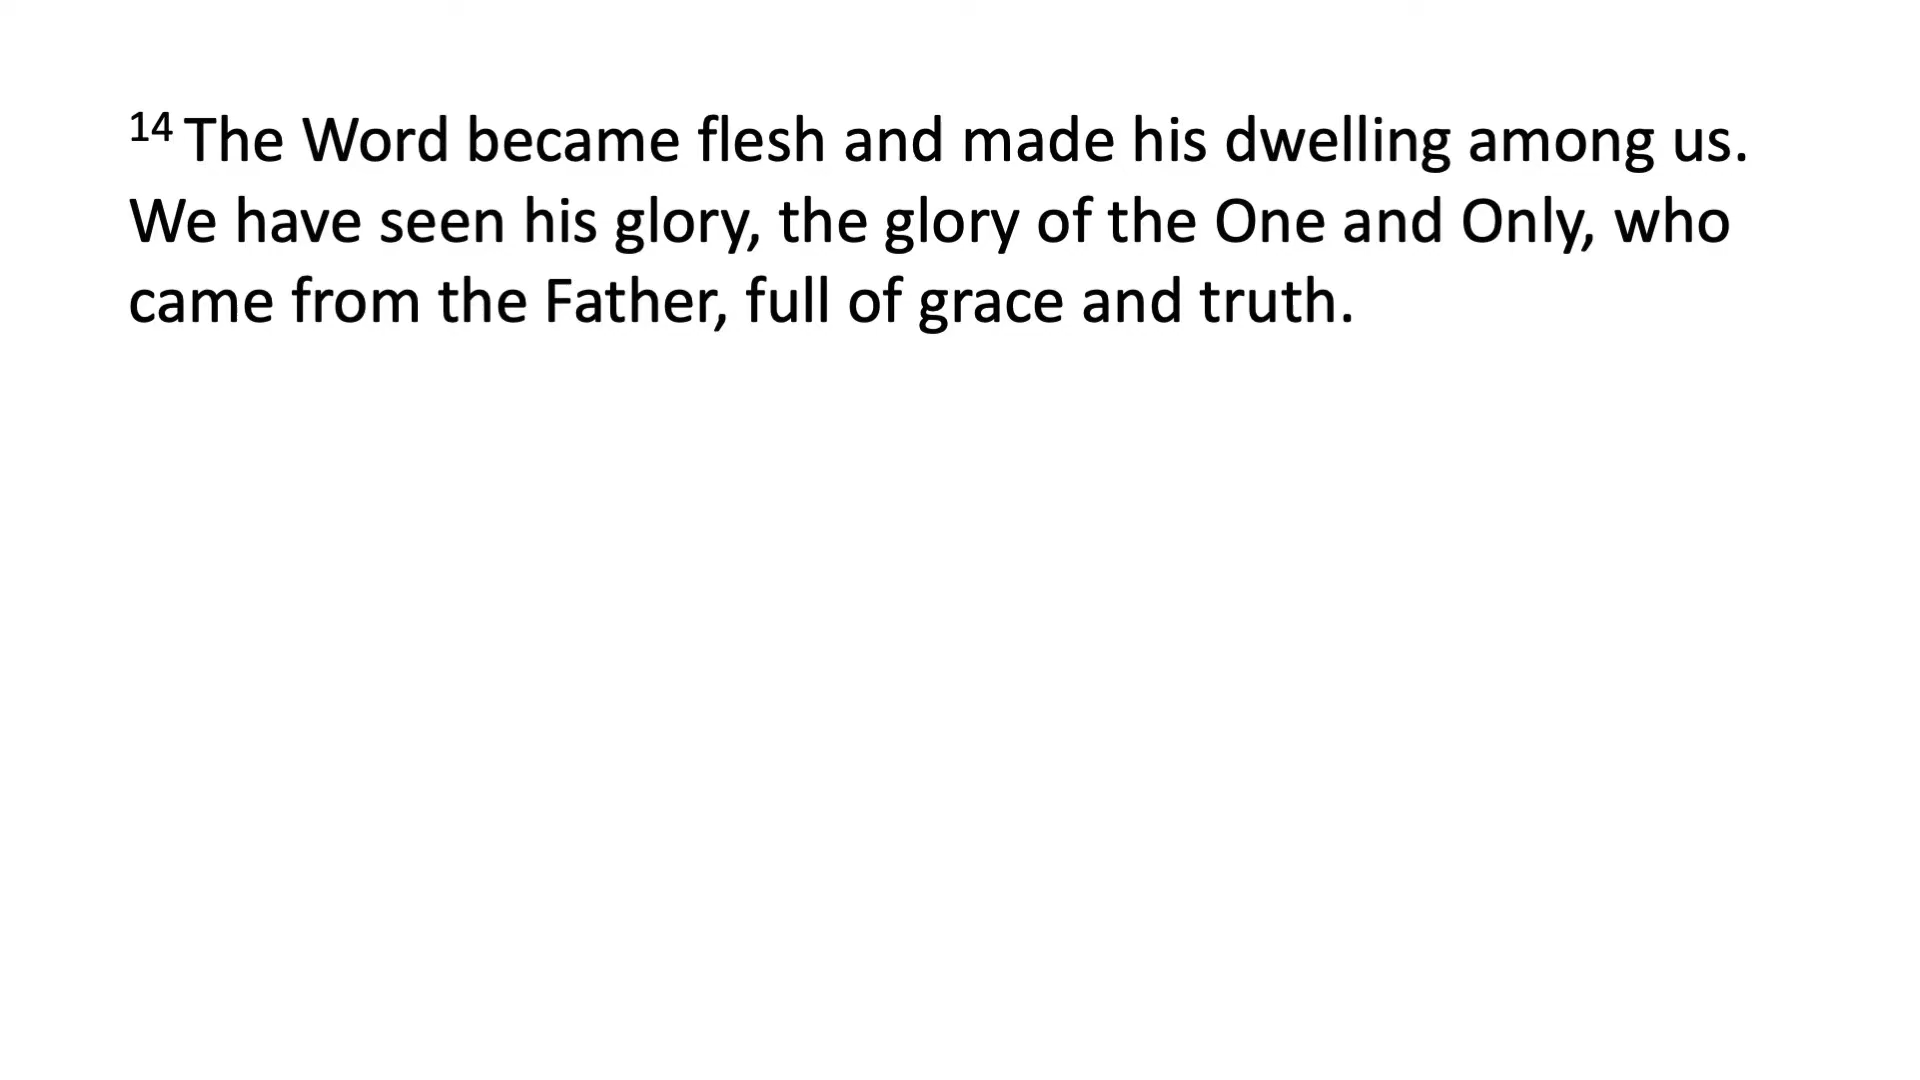 14 The Word became flesh and made his dwelling among us.
We have seen his glory, the glory of the One and Only, who
came from the Father, full of grace and truth.